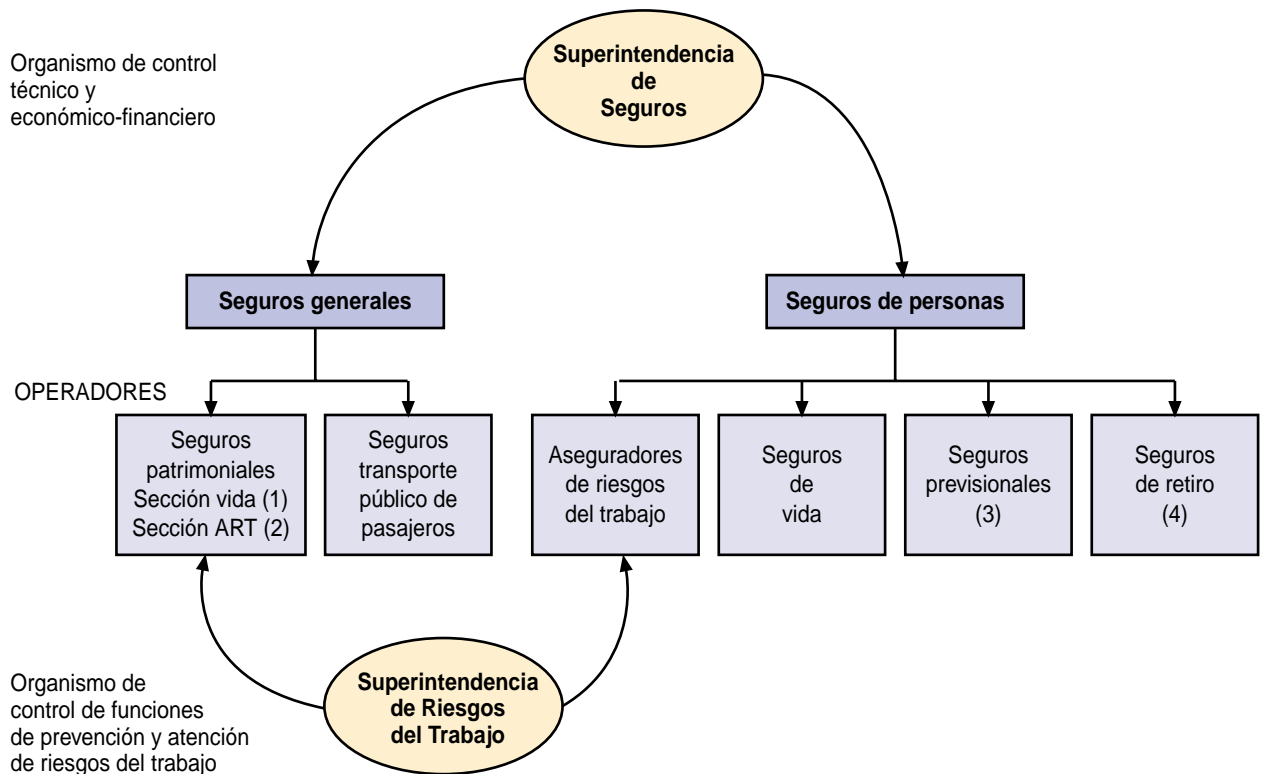 Organismo de control
técnico y
económico-financiero
Superintendencia
de
Seguros
Seguros generales
Seguros de personas
OPERADORES
Seguros
patrimoniales
Sección vida (1)
Sección ART (2)
Seguros
transporte
público de
pasajeros
Aseguradores
de riesgos
del trabajo
Seguros
de
vida
Seguros
previsionales
(3)
Seguros
de retiro
(4)
Organismo de
control de funciones
de prevención y atención
de riesgos del trabajo
Superintendencia
de Riesgos
del Trabajo